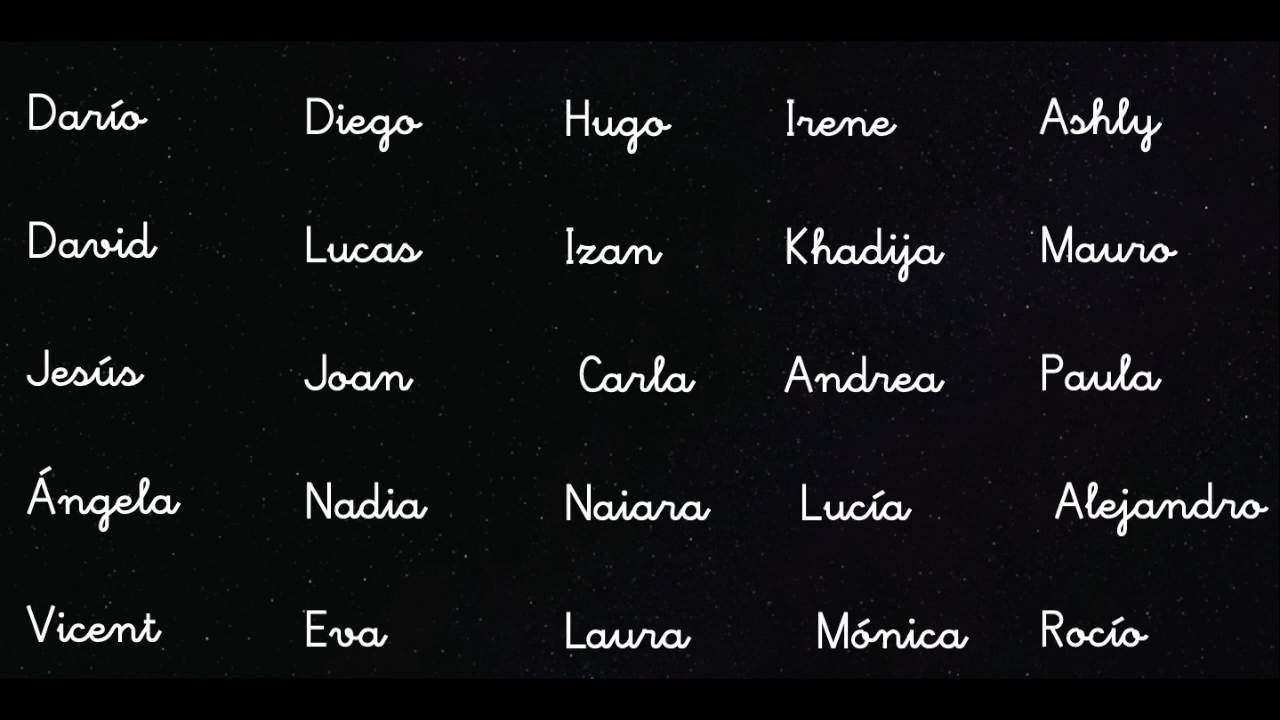 Darío Diego Hugo Irene Ashly
David Lucas Izan Khadija Mauro
Jesús Joan Carla Andrea Paula
Ángela Nadia Naiara Lucía Alejandro
Vicent Eva Laura Mónica Rocío